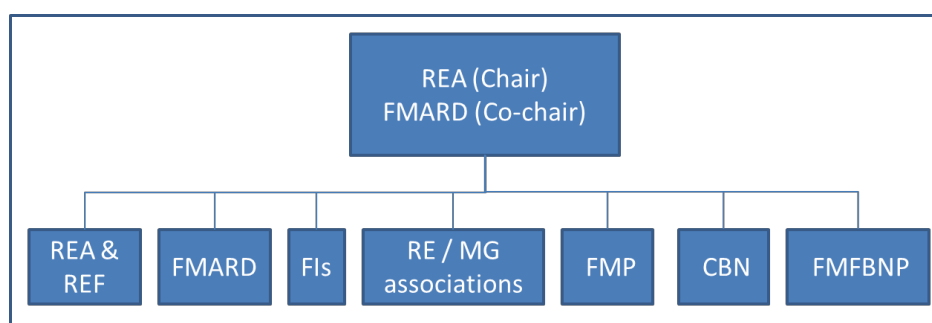 REA (Chair)
FMARD (Co-chair)
REA &
REF
FMARD
FIs
RE / MG
associations
FMP
CBN
FMFBNP